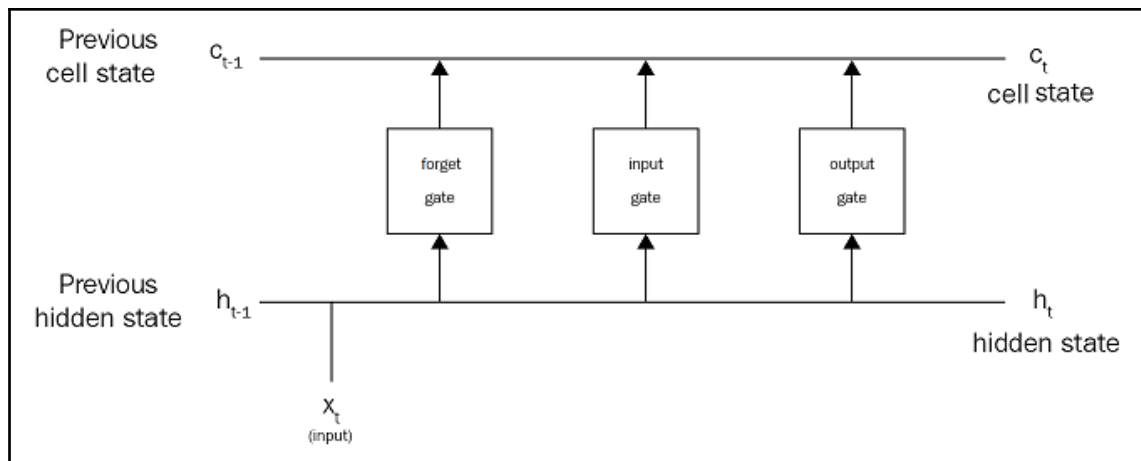 Previous
cell state
c_{t-1}
c_t
cell state
forget
gate
input
gate
output
gate
Previous
hidden state
h_{t-1}
h_t
hidden state
x_t
(input)